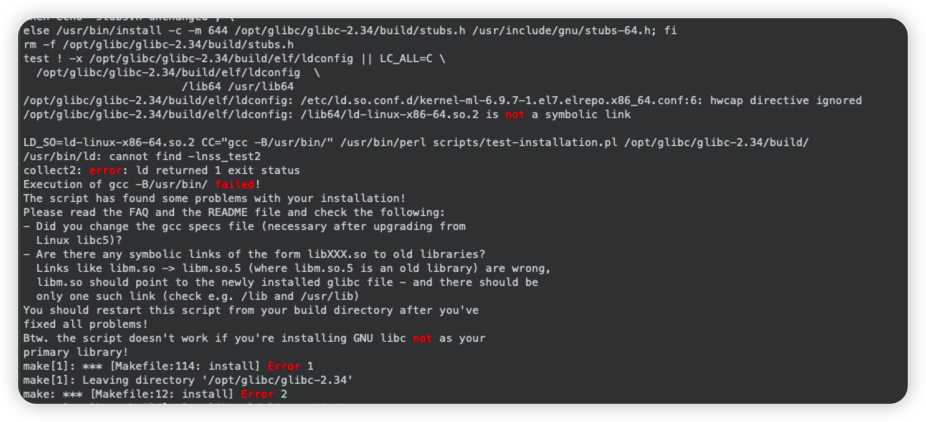 else /usr/bin/install -c -m 644 /opt/glibc/glibc-2.34/build/stubs.h /usr/include/gnu/stubs-64.h; fi
rm -f /opt/glibc/glibc-2.34/build/stubs.h
test ! -x /opt/glibc/glibc-2.34/build/elf/ldconfig || LC_ALL=C \
  /opt/glibc/glibc-2.34/build/elf/ldconfig  \
                        /lib64 /usr/lib64
/opt/glibc/glibc-2.34/build/elf/ldconfig: /etc/ld.so.conf.d/kernel-ml-6.9.7-1.el7.elrepo.x86_64.conf:6: hwcap directive ignored
/opt/glibc/glibc-2.34/build/elf/ldconfig: /lib64/ld-linux-x86-64.so.2 is not a symbolic link

LD_SO=ld-linux-x86-64.so.2 CC="gcc -B/usr/bin/" /usr/bin/perl scripts/test-installation.pl /opt/glibc/glibc-2.34/build/
/usr/bin/ld: cannot find -lnss_test2
collect2: error: ld returned 1 exit status
Execution of gcc -B/usr/bin/ failed!
The script has found some problems with your installation!
Please read the FAQ and the README file and check the following:
- Did you change the gcc specs file (necessary after upgrading from
  Linux libc5)?
- Are there any symbolic links of the form libXXX.so to old libraries?
  Links like libm.so -> libm.so.5 (where libm.so.5 is an old library) are wrong,
  libm.so should point to the newly installed glibc file - and there should be
  only one such link (check e.g. /lib and /usr/lib)
You should restart this script from your build directory after you've
fixed all problems!
Btw. the script doesn't work if you're installing GNU libc not as your
primary library!
make[1]: *** [Makefile:114: install] Error 1
make[1]: Leaving directory '/opt/glibc/glibc-2.34'
make: *** [Makefile:12: install] Error 2